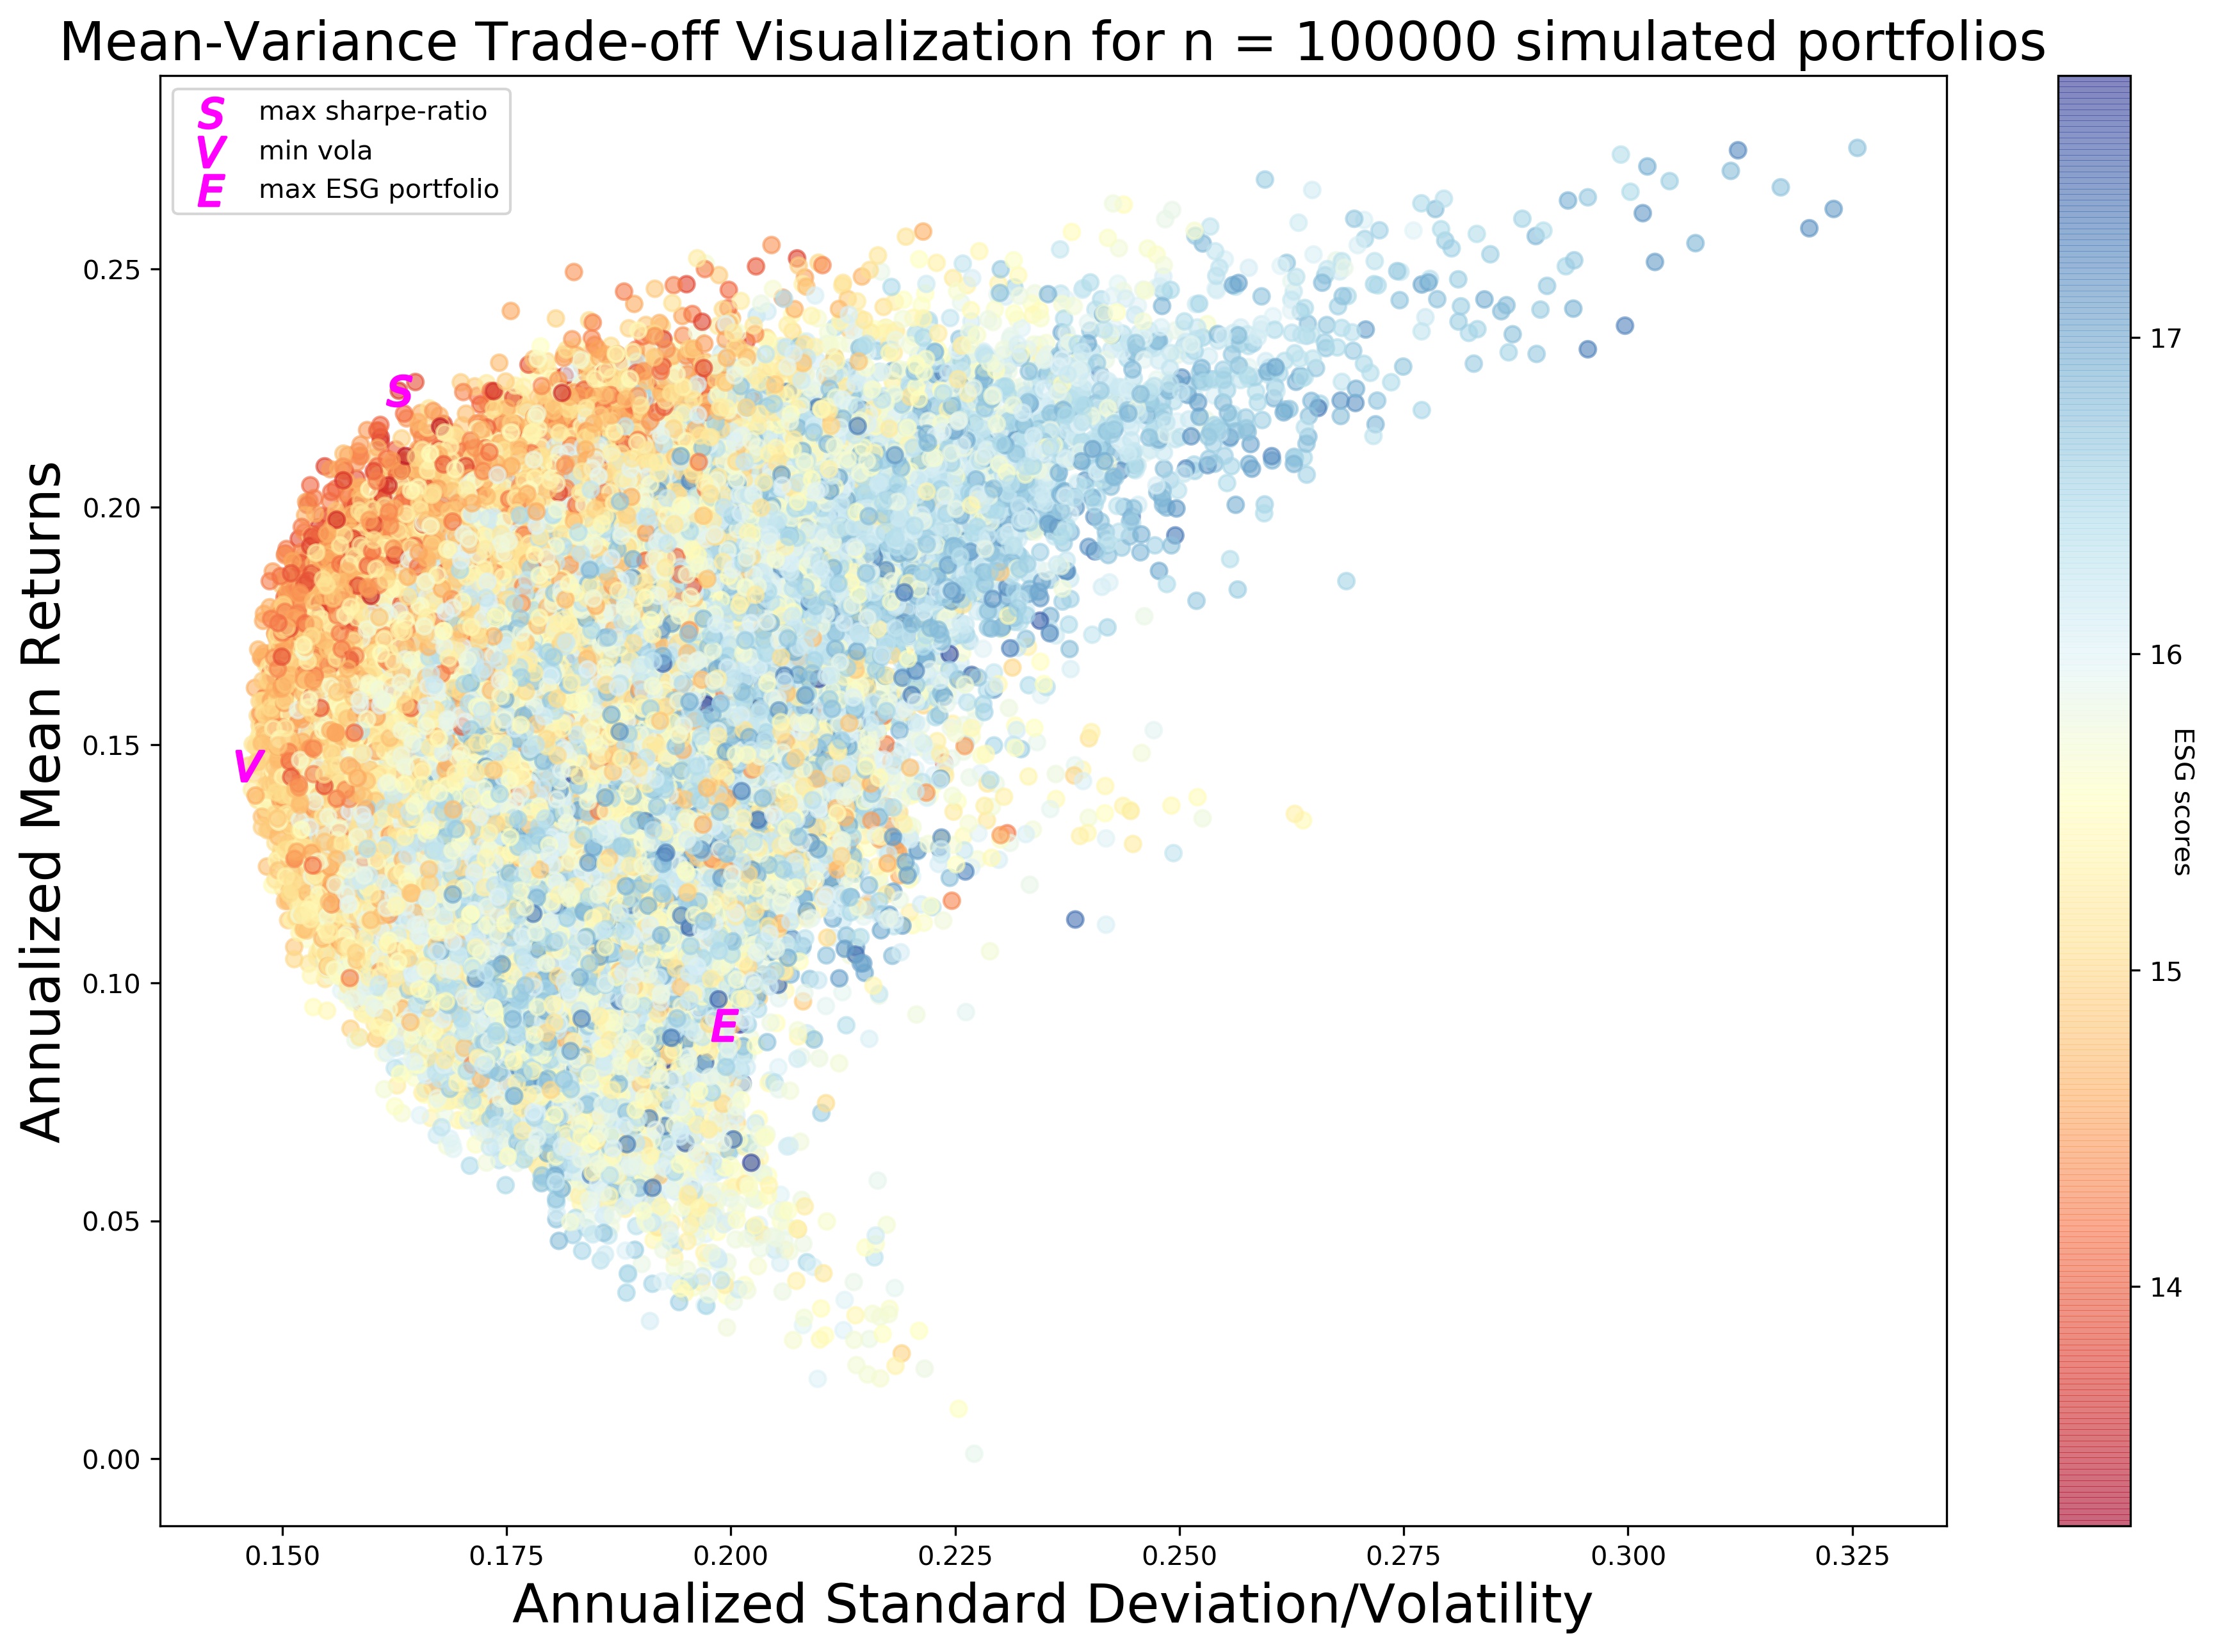 Mean-Variance Trade-off Visualization for n = 100000 simulated portfolios
S max sharpe-ratio
V min vola
E max ESG portfolio
Annualized Mean Returns
0.25
0.20
0.15
0.10
0.05
0.00
S
V
E
0.150 0.175 0.200 0.225 0.250 0.275 0.300 0.325
Annualized Standard Deviation/Volatility
17
16
15
14
ESG scores